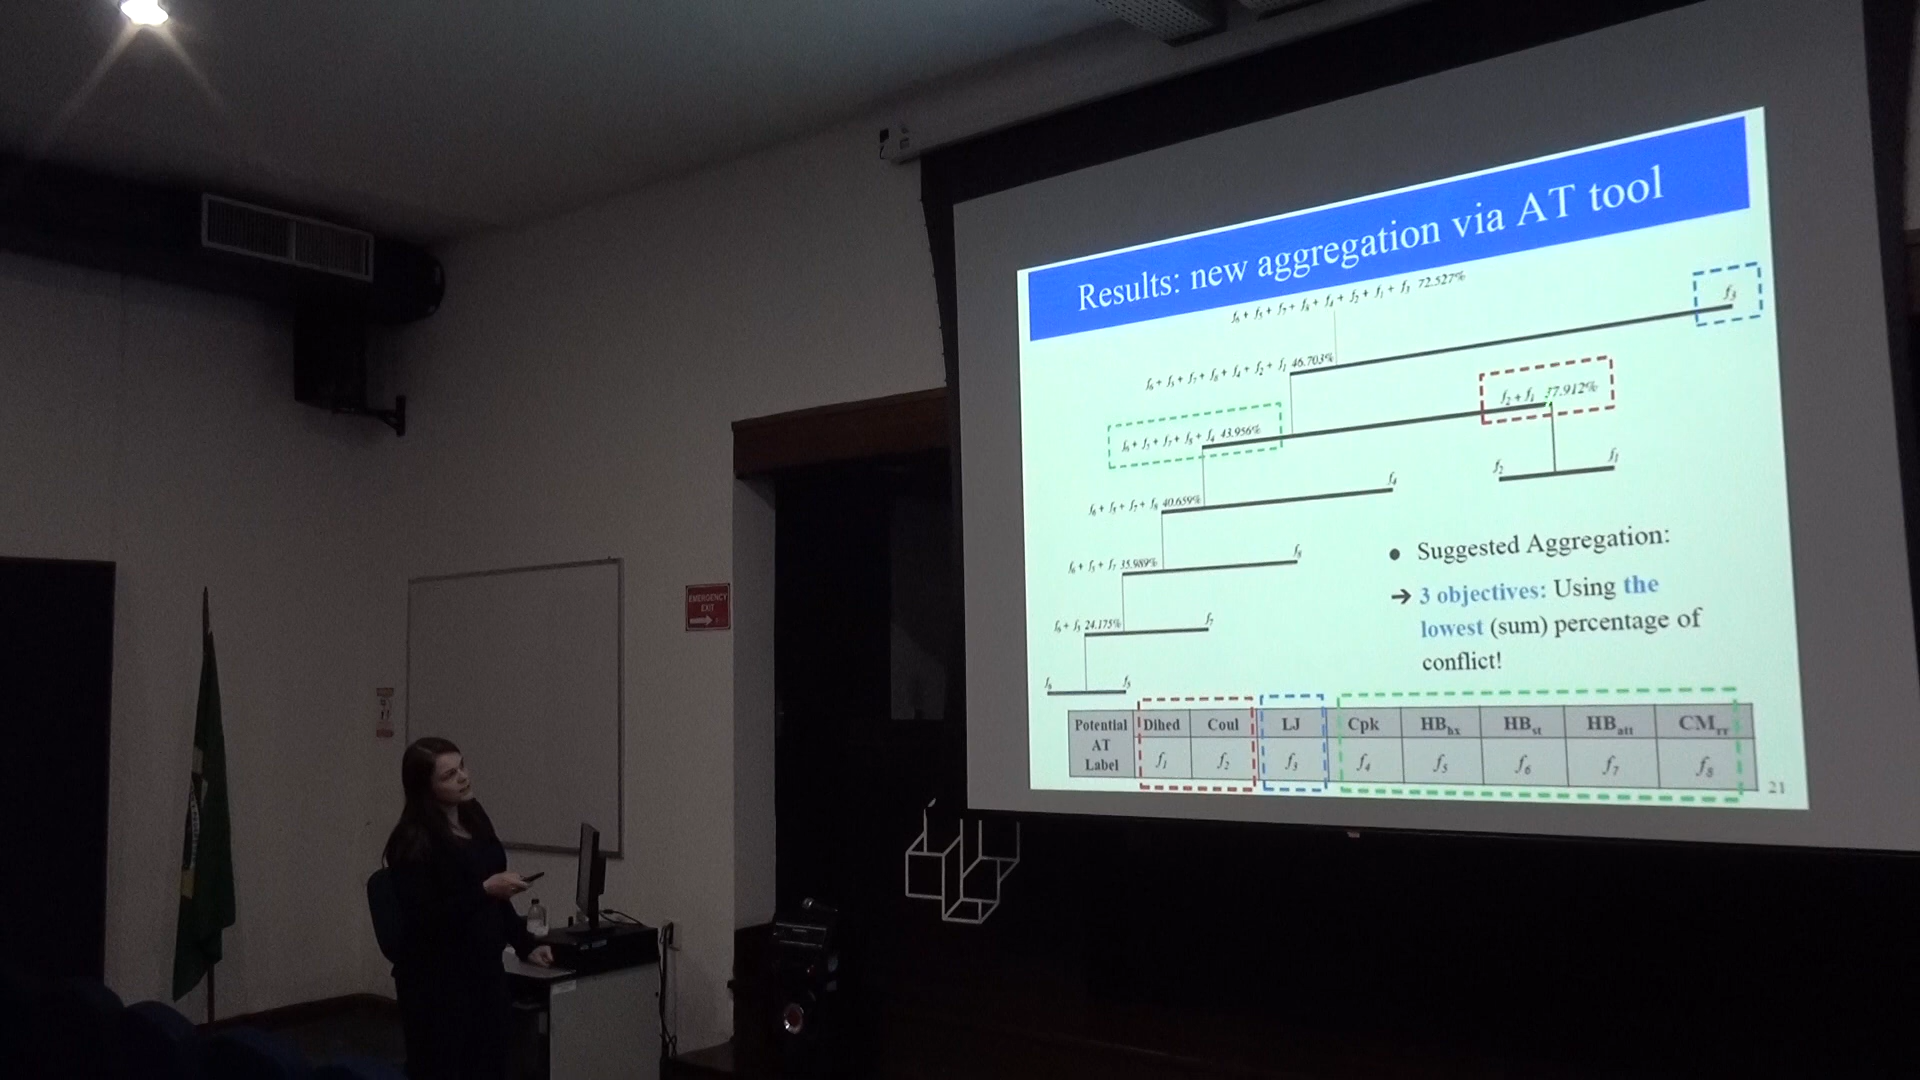 Results: new aggregation via AT tool
f6 + f5 + f7 + f8 + f4 + f2 + f1 + f3 72.527%
f3
f6 + f5 + f7 + f8 + f4 + f2 + f1 46.703%
f2 + f1 37.912%
f6 + f5 + f7 + f8 + f4 43.956%
f2
f1
f4
f6 + f5 + f7 + f8 40.659%
f8
f6 + f5 + f7 35.989%
f7
f6 + f5 24.175%
f6
f5
● Suggested Aggregation:
➔ 3 objectives: Using the
lowest (sum) percentage of
conflict!
Potential Dihed Coul LJ Cpk HBbx HBst HBatt CMrr
AT
Label f1 f2 f3 f4 f5 f6 f7 f8
21
EMERGENCY
EXIT